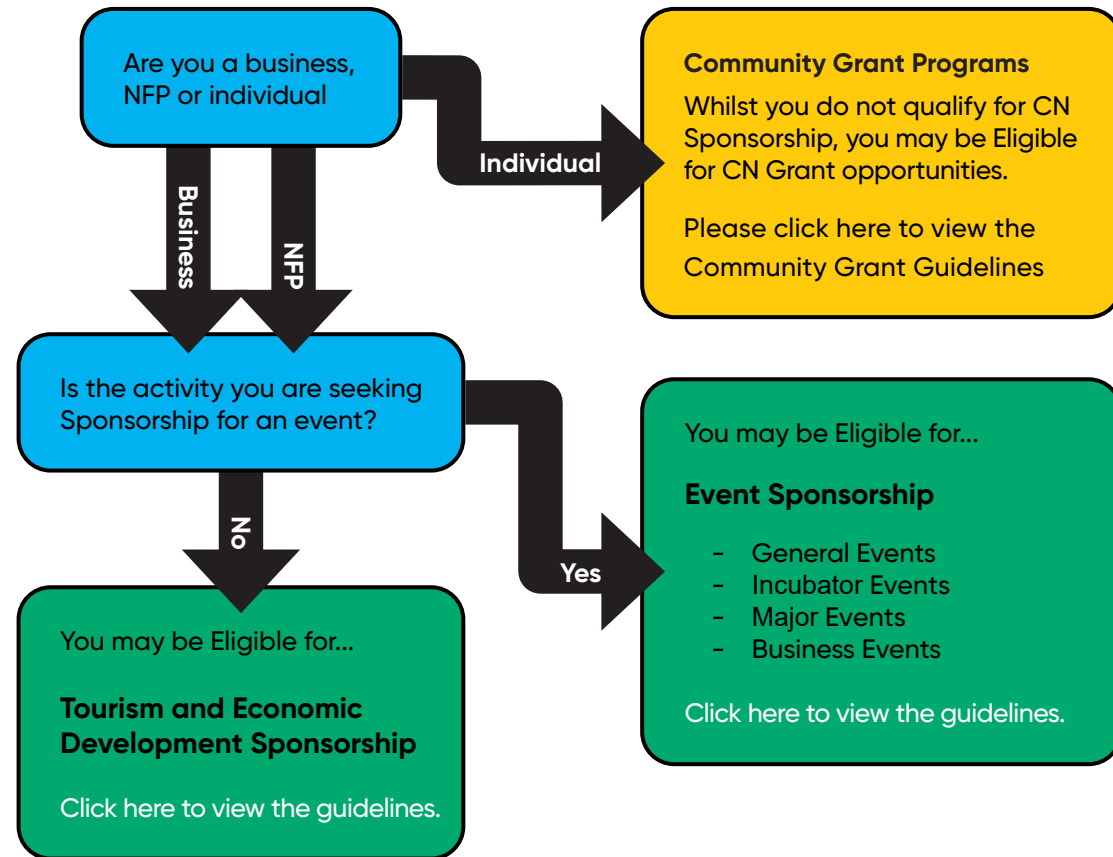 Are you a business,
NFP or individual
Individual
Community Grant Programs
Whilst you do not qualify for CN
Sponsorship, you may be Eligible
for CN Grant opportunities.
Please click here to view the
Community Grant Guidelines
Business
NFP
Is the activity you are seeking
Sponsorship for an event?
Yes
You may be Eligible for...
Event Sponsorship
- General Events
- Incubator Events
- Major Events
- Business Events
Click here to view the guidelines.
No
You may be Eligible for...
Tourism and Economic
Development Sponsorship
Click here to view the guidelines.